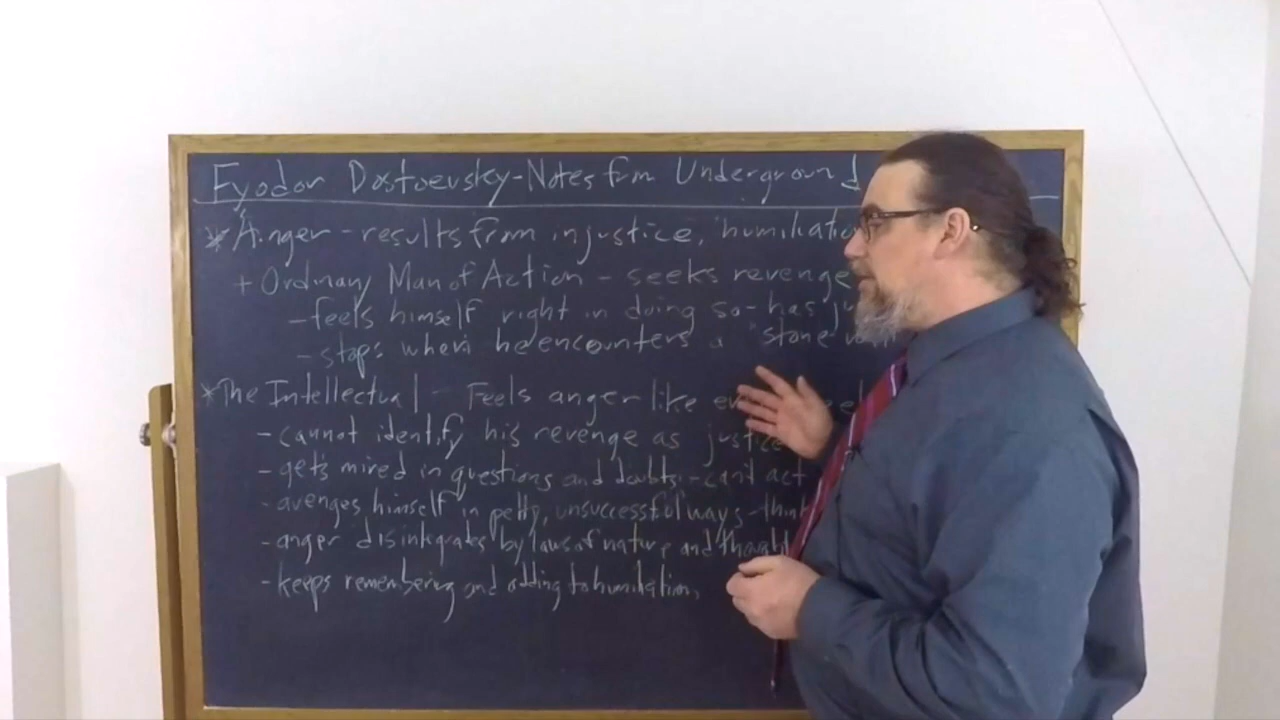 Fyodor Dostoevsky - Notes from Underground
* Anger - results from injustice, humiliatio
+ Ordinary Man of Action - seeks revenge
- feels himself right in doing so - has ju
- stops when he encounters a "stone
* The Intellectual - Feels anger like
- cannot identify his revenge as justice
- gets mired in questions and doubts - can't act
- avenges himself in petty, unsuccessful ways - think
- anger disintegrates by laws of nature and thought
- keeps remembering and adding to humiliation,